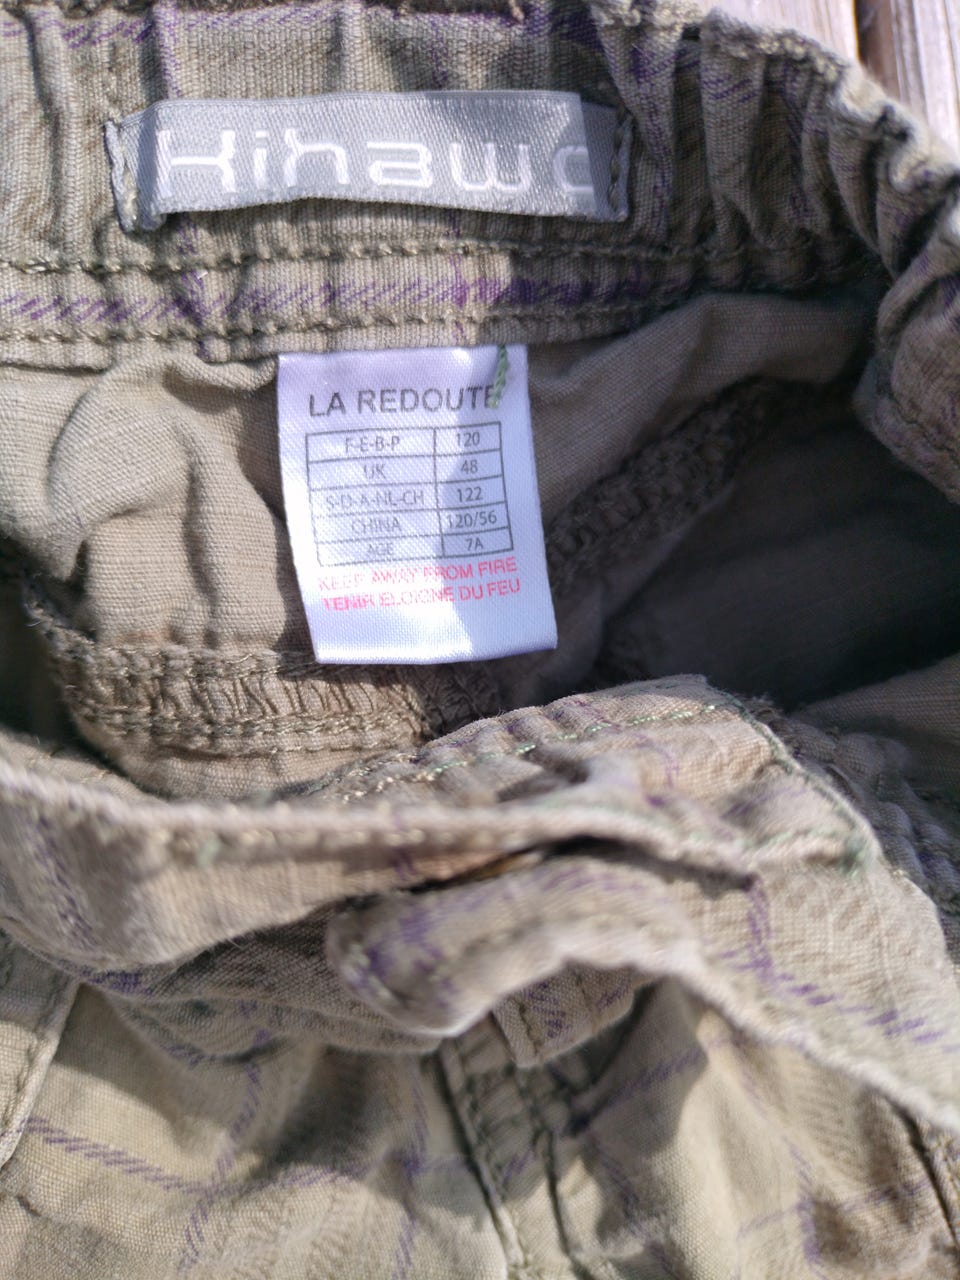 Kihawa
LA REDOUTE
F-E-B-P 120
UK 48
S-D-A-NL-CH 122
CHINA 120/56
AGE 7A
KEEP AWAY FROM FIRE
TENIR ELOIGNE DU FEU